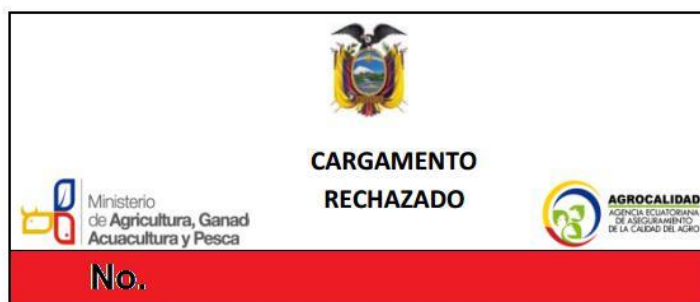 CARGAMENTO
RECHAZADO
Ministerio
de Agricultura, Ganad
Acuacultura y Pesca
AGROCALIDAD
AGENCIA ECUATORIANA
DE ASEGURAMIENTO
DE LA CALIDAD DEL AGRO
No.